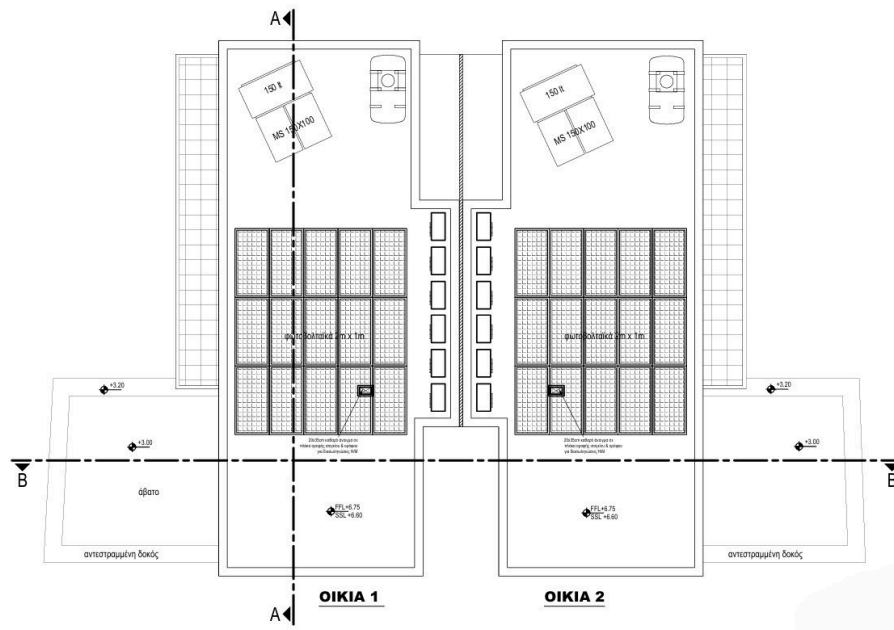 A
150 lt
MS 150X100
150 lt
MS 150X100
φωτοβολταϊκά 2m x 1m
φωτοβολταϊκά 2m x 1m
+3.20
+3.20
+3.00
+3.00
B
B
άβατο
FFL+6.75
SSL +6.60
FFL+6.75
SSL +6.60
αντεστραμμένη δοκός
αντεστραμμένη δοκός
ΟΙΚΙΑ 1
ΟΙΚΙΑ 2
A